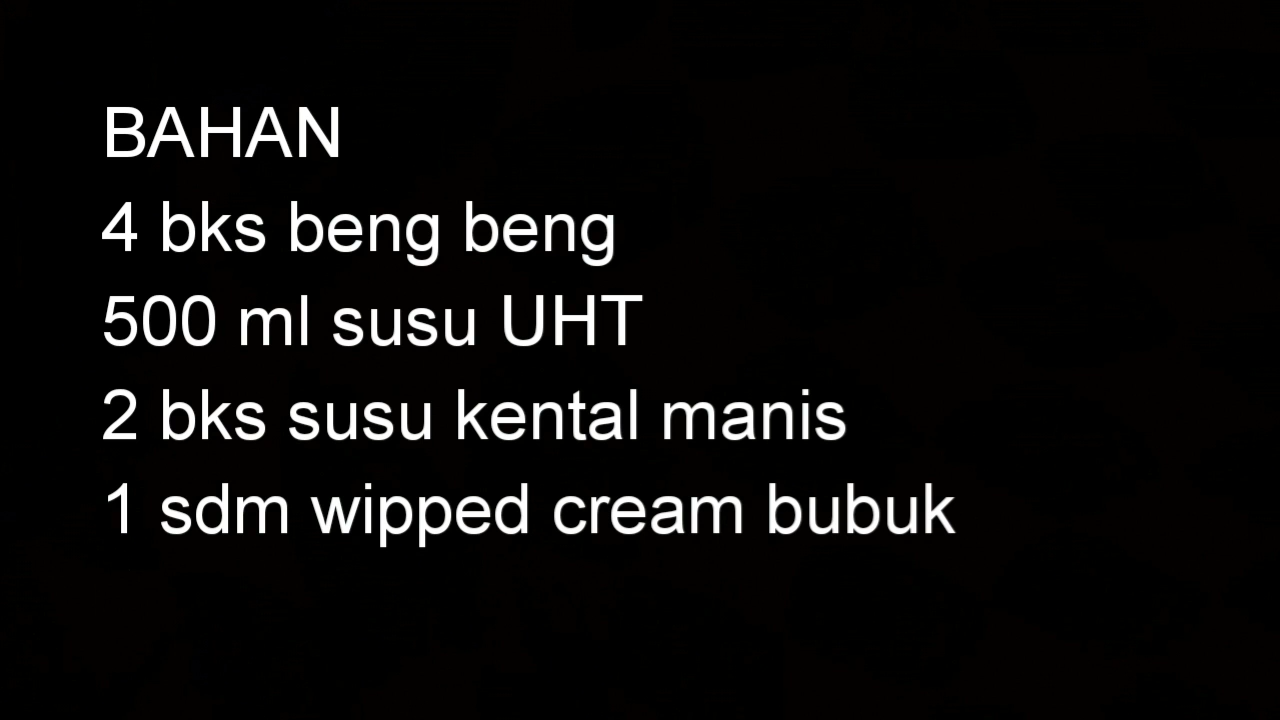 BAHAN
4 bks beng beng
500 ml susu UHT
2 bks susu kental manis
1 sdm wipped cream bubuk